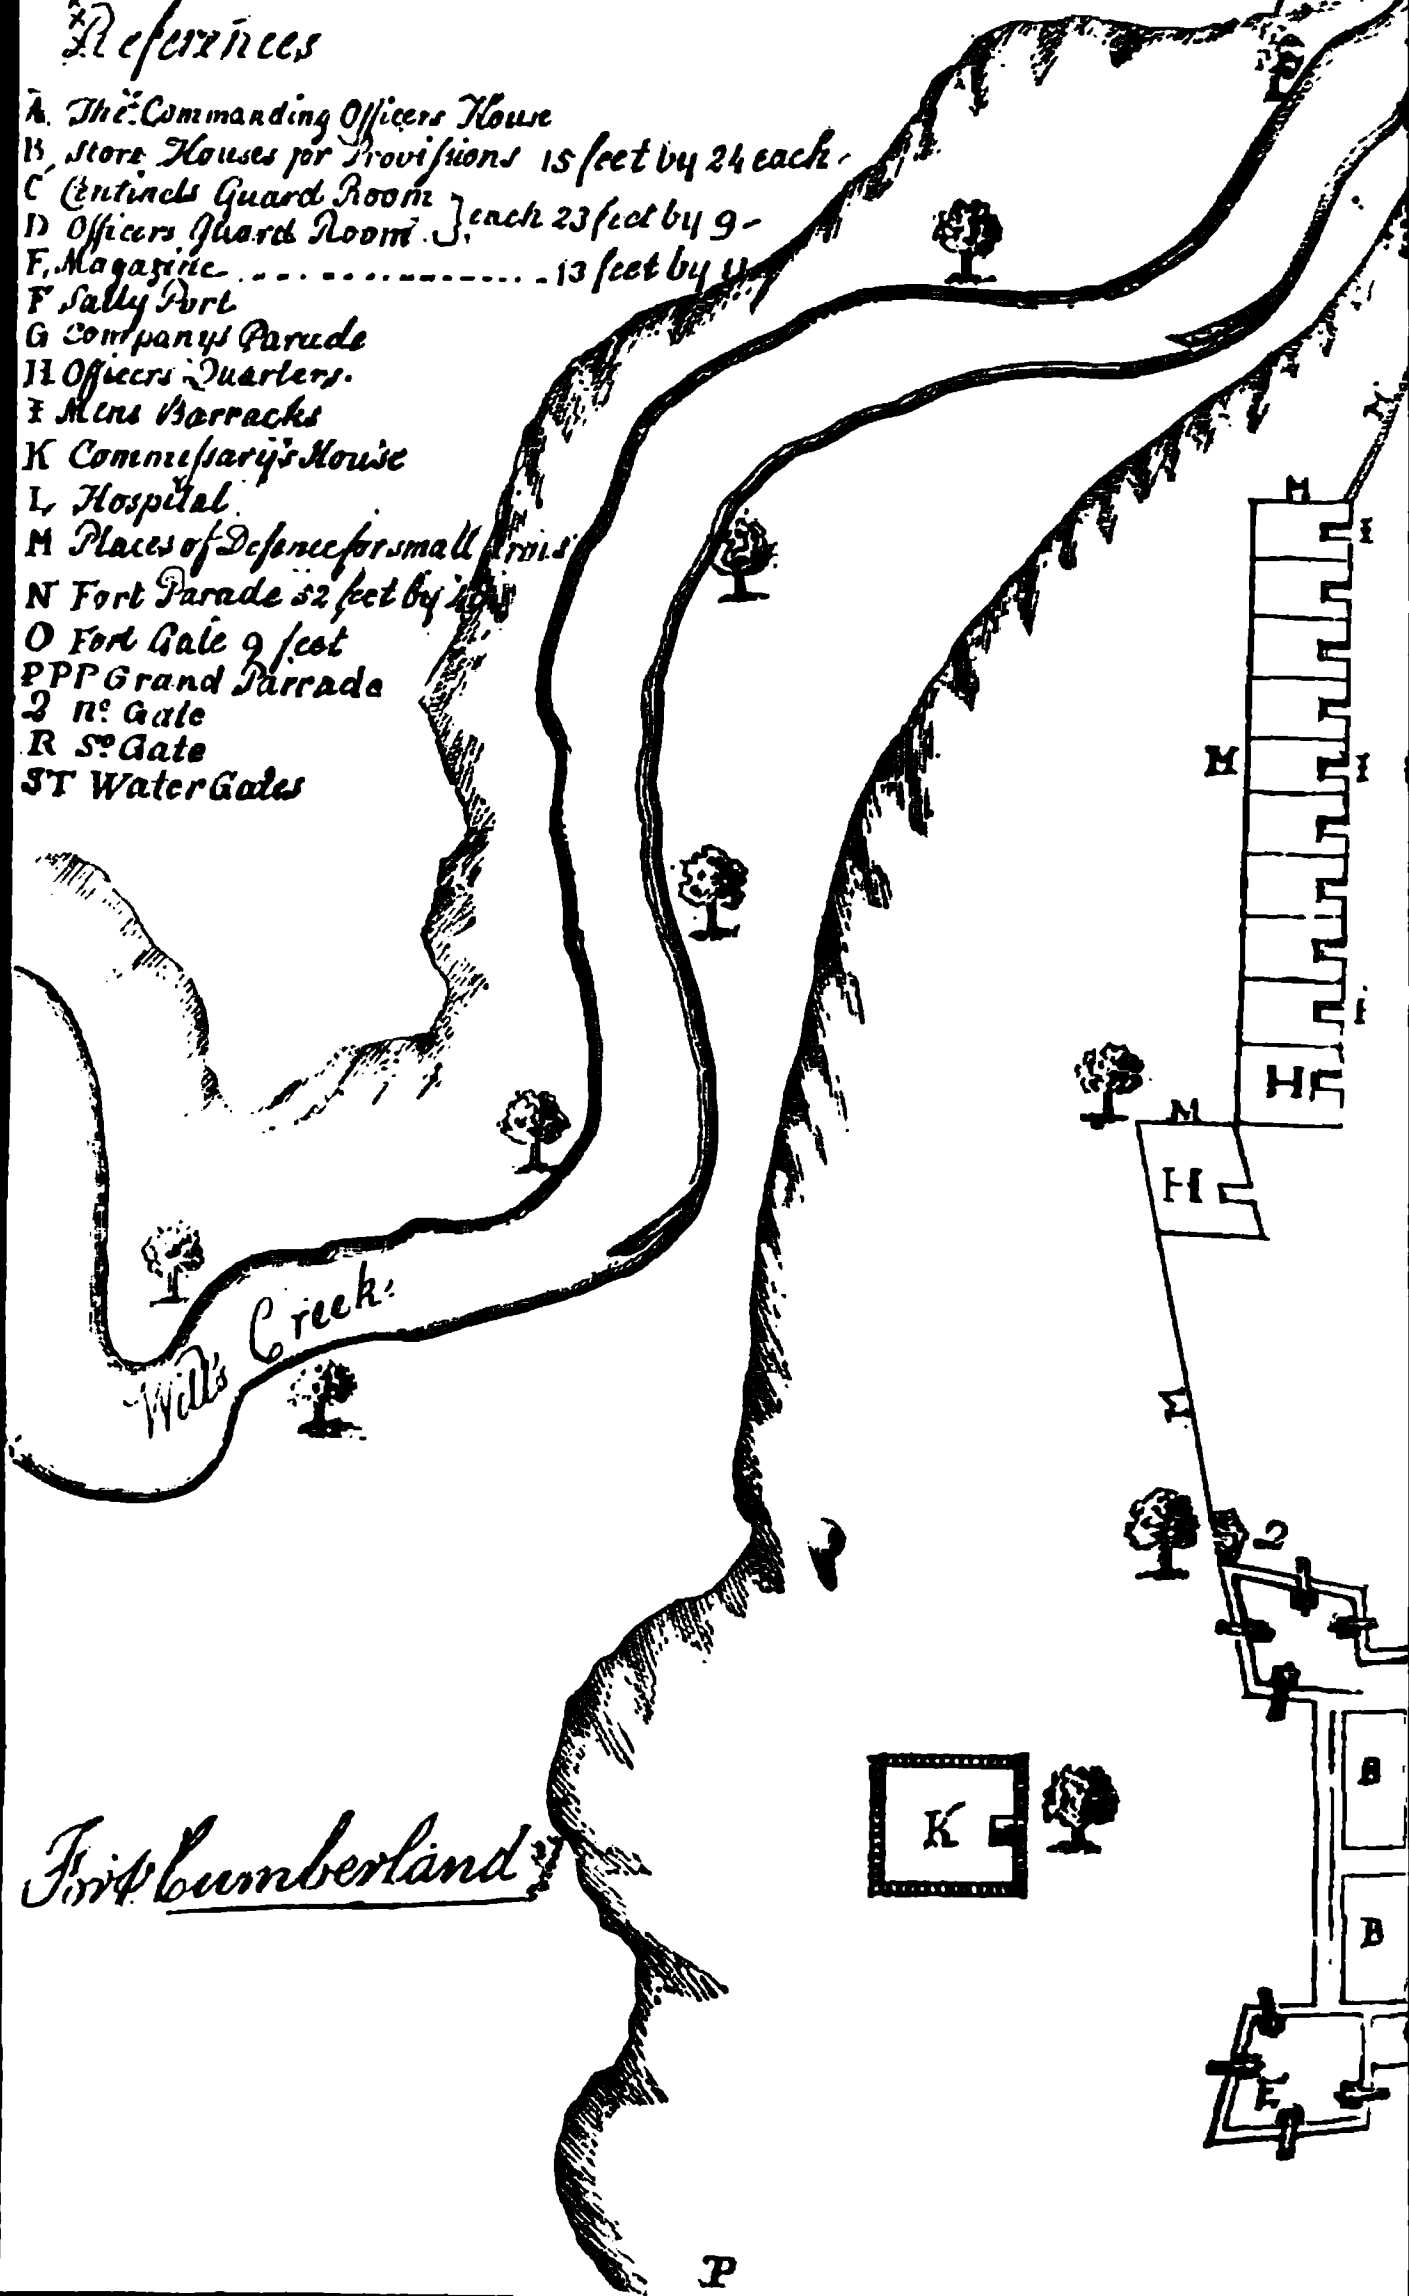 References
A. The Commanding Officers House
B, Store Houses for Provisions 15 feet by 24 each
C Centinels Guard Room
D Officers Guard Room } each 23 feet by 9
E, Magazine 13 feet by 11
F Sally Port
G Companys Parade
H Officers Quarters.
I Mens Barracks
K Commissary's House
L Hospital
M Places of Defence for small Arms
N Fort Parade 52 feet by
O Fort Gate 9 feet
PPP Grand Parrade
2 no. Gate
R So. Gate
ST Water Gates
M
M
I
M
I
I
H
M
H
M
2
Will's Creek
P
B
K
Fort Cumberland
B
E
P